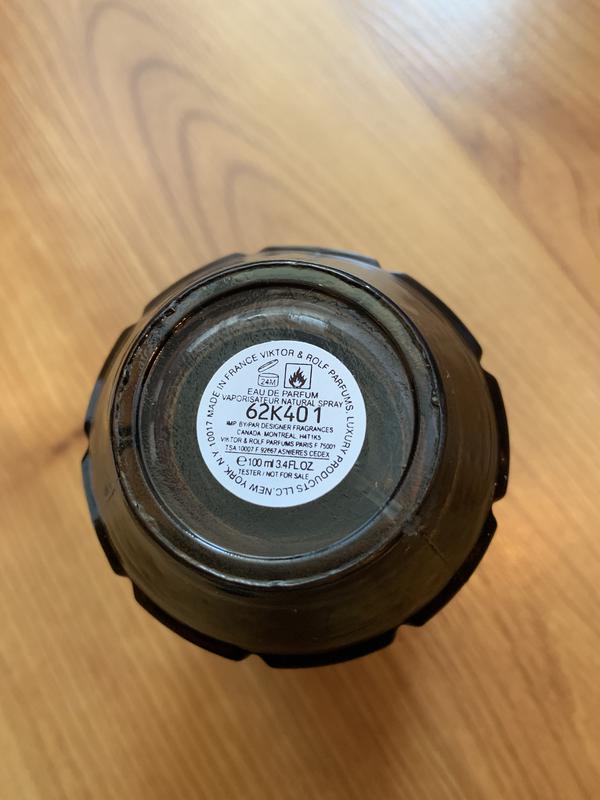 MADE IN FRANCE VIKTOR & ROLF PARFUMS, LUXURY PRODUCTS LLC. NEW YORK, N.Y 10017
24M
EAU DE PARFUM
VAPORISATEUR NATURAL SPRAY
62K401
IMP BY/PAR DESIGNER FRAGRANCES
CANADA MONTREAL H4T1K5
VIKTOR & ROLF PARFUMS PARIS F 75001
TSA 10007 F 92667 ASNIERES CEDEX
℮ 100 ml 3.4 FL.OZ
TESTER / NOT FOR SALE